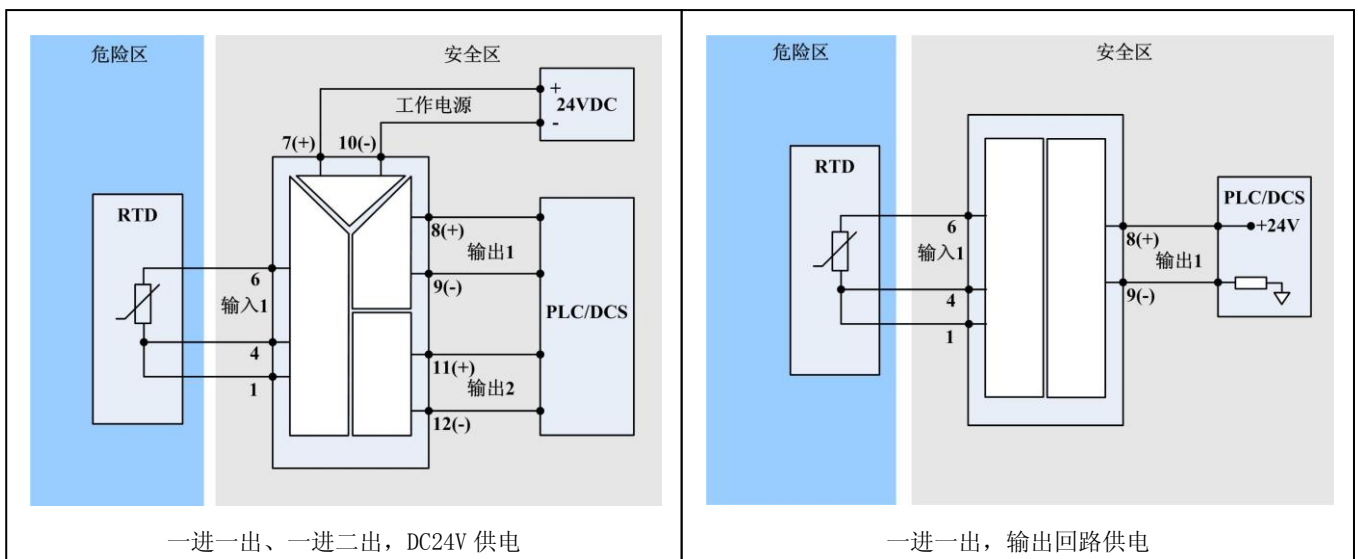 危险区
安全区
+
24VDC
-
工作电源
7(+) 10(-)
RTD
8(+)
输出1
9(-)
6
输入1
4
1
PLC/DCS
11(+)
输出2
12(-)
一进一出、一进二出，DC24V 供电
危险区
安全区
RTD
PLC/DCS
+24V
6
输入1
4
1
8(+)
输出1
9(-)
一进一出，输出回路供电